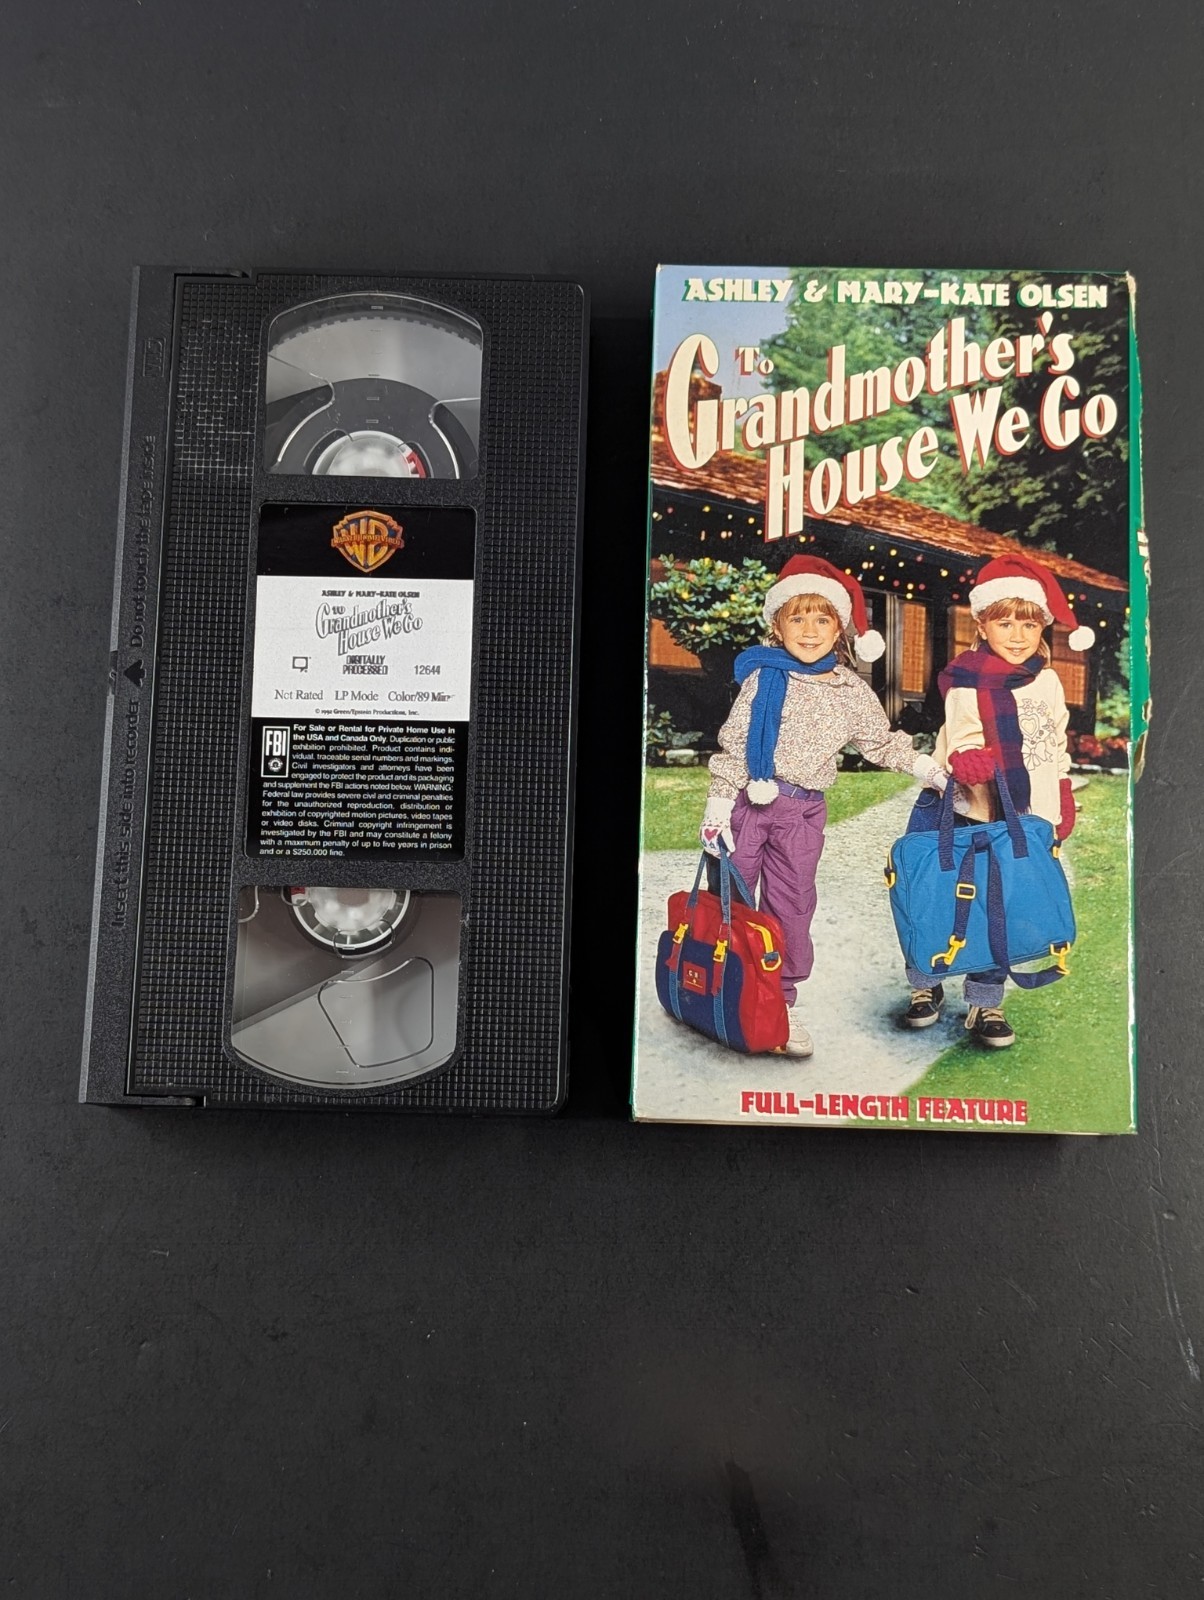 ASHLEY & MARY-KATE OLSEN
To
Grandmother's
House We Go
FULL-LENGTH FEATURE
Insert this side into recorder
Do not touch the tape inside
WB
ASHLEY & MARY-KATE OLSEN
TO
Grandmother's
House We Go
DIGITALLY
PROCESSED
12644
Not Rated LP Mode Color/89 Min
© 1992 Green/Epstein Productions, Inc.
FBI
For Sale or Rental for Private Home Use in
the USA and Canada Only. Duplication or public
exhibition prohibited. Product contains indi-
vidual, traceable serial numbers and markings.
Civil investigators and attorneys have been
engaged to protect the product and its packaging
and supplement the FBI actions noted below. WARNING:
Federal law provides severe civil and criminal penalties
for the unauthorized reproduction, distribution or
exhibition of copyrighted motion pictures, video tapes
or video disks. Criminal copyright infringement is
investigated by the FBI and may constitute a felony
with a maximum penalty of up to five years in prison
and or a $250.000 fine.